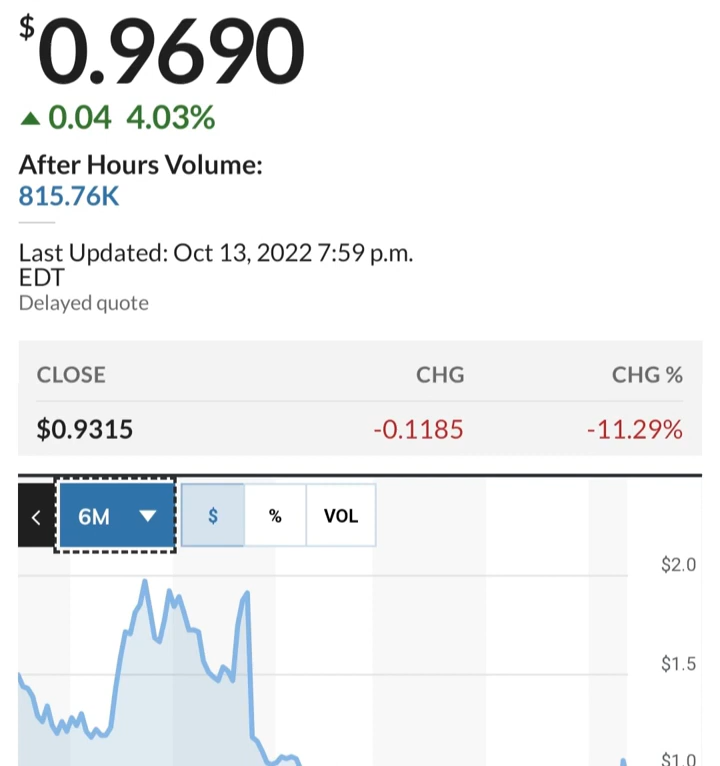 $0.9690
▲ 0.04 4.03%
After Hours Volume:
815.76K
Last Updated: Oct 13, 2022 7:59 p.m.
EDT
Delayed quote
CLOSE CHG CHG %
$0.9315 -0.1185 -11.29%
6M $ % VOL
$2.0
$1.5
$1.0